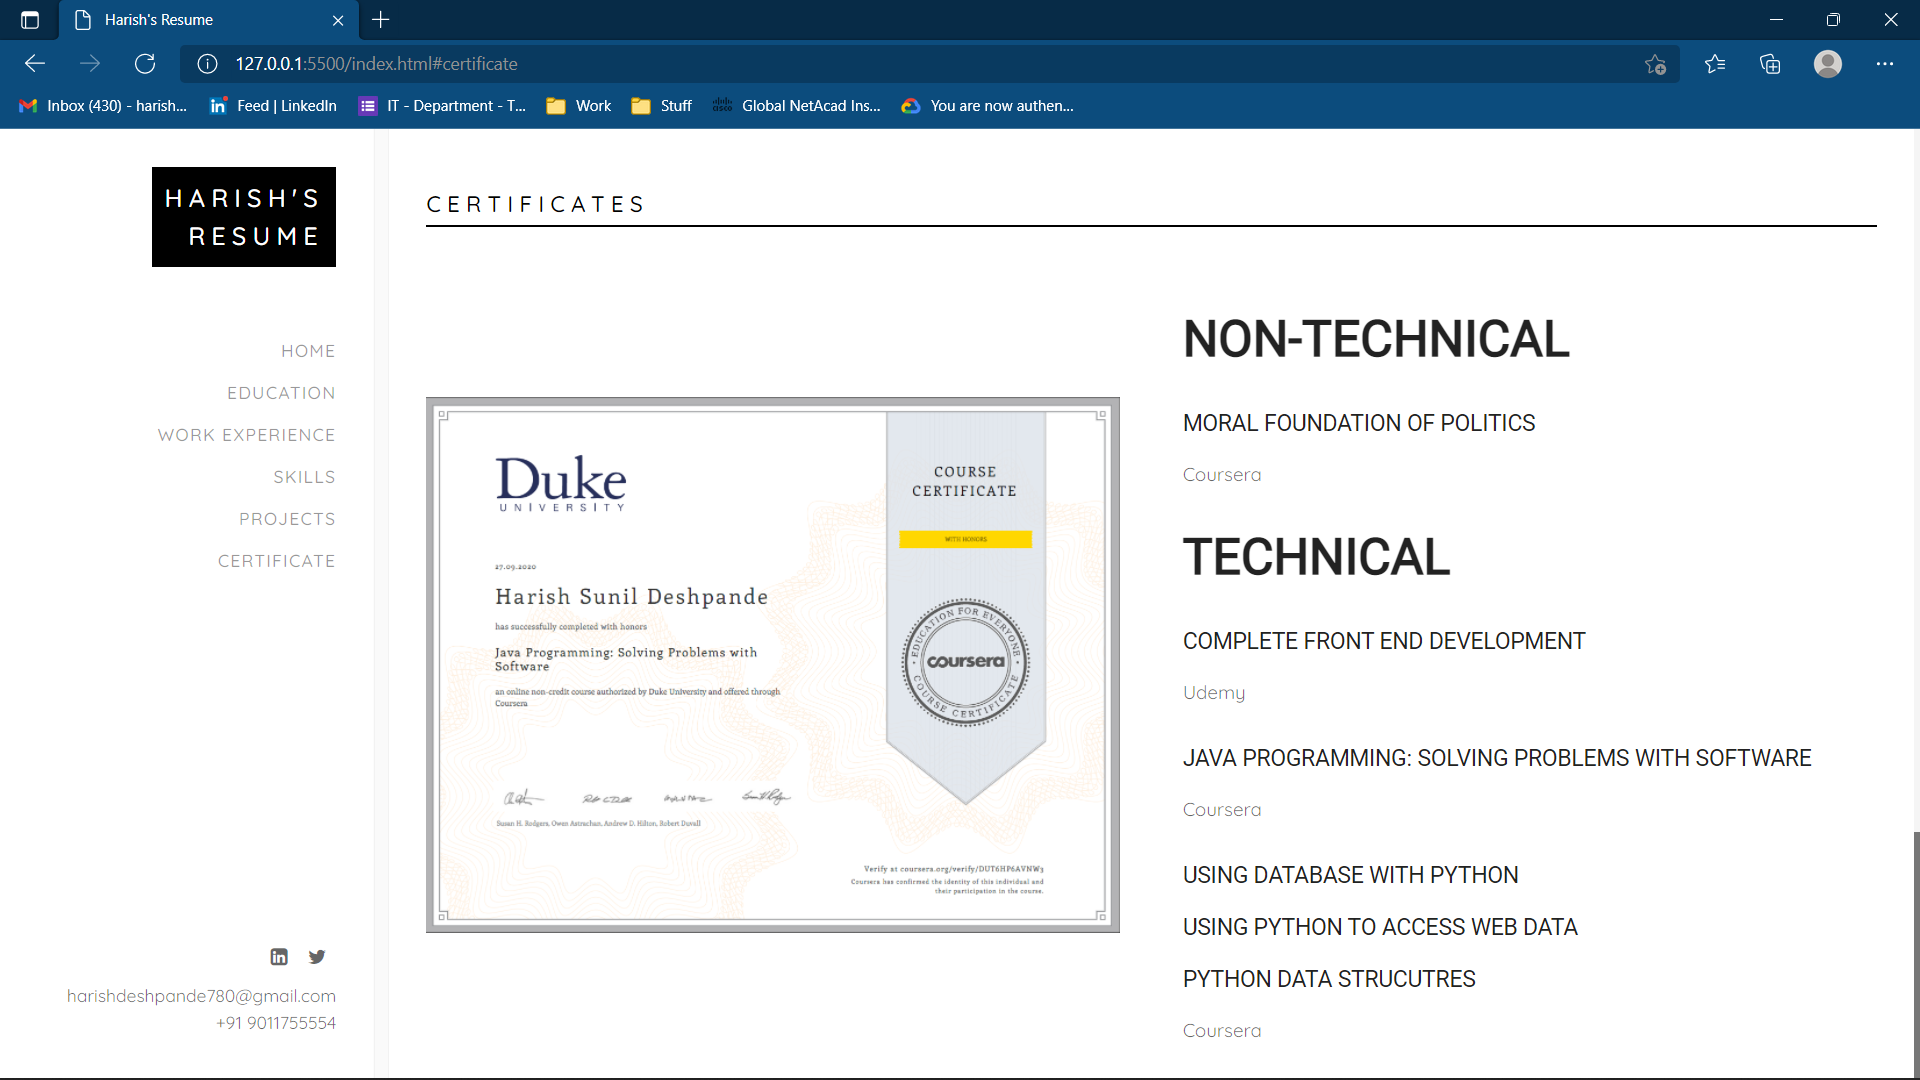 Harish's Resume
127.0.0.1:5500/index.html#certificate
Inbox (430) - harish...
Feed | LinkedIn
IT - Department - T...
Work
Stuff
Global NetAcad Ins...
You are now authen...
HARISH'S
RESUME
HOME
EDUCATION
WORK EXPERIENCE
SKILLS
PROJECTS
CERTIFICATE
harishdeshpande780@gmail.com
+91 9011755554
CERTIFICATES
Duke
UNIVERSITY
27.09.2020
Harish Sunil Deshpande
has successfully completed with honors
Java Programming: Solving Problems with
Software
an online non-credit course authorized by Duke University and offered through
Coursera
Susan H. Rodgers, Owen Astrachan, Andrew D. Hilton, Robert Duvall
COURSE
CERTIFICATE
WITH HONORS
EDUCATION FOR EVERYONE
coursera
COURSE CERTIFICATE
Verify at coursera.org/verify/DUT6HP6AVNW3
Coursera has confirmed the identity of this individual and
their participation in the course.
NON-TECHNICAL
MORAL FOUNDATION OF POLITICS
Coursera
TECHNICAL
COMPLETE FRONT END DEVELOPMENT
Udemy
JAVA PROGRAMMING: SOLVING PROBLEMS WITH SOFTWARE
Coursera
USING DATABASE WITH PYTHON
USING PYTHON TO ACCESS WEB DATA
PYTHON DATA STRUCUTRES
Coursera